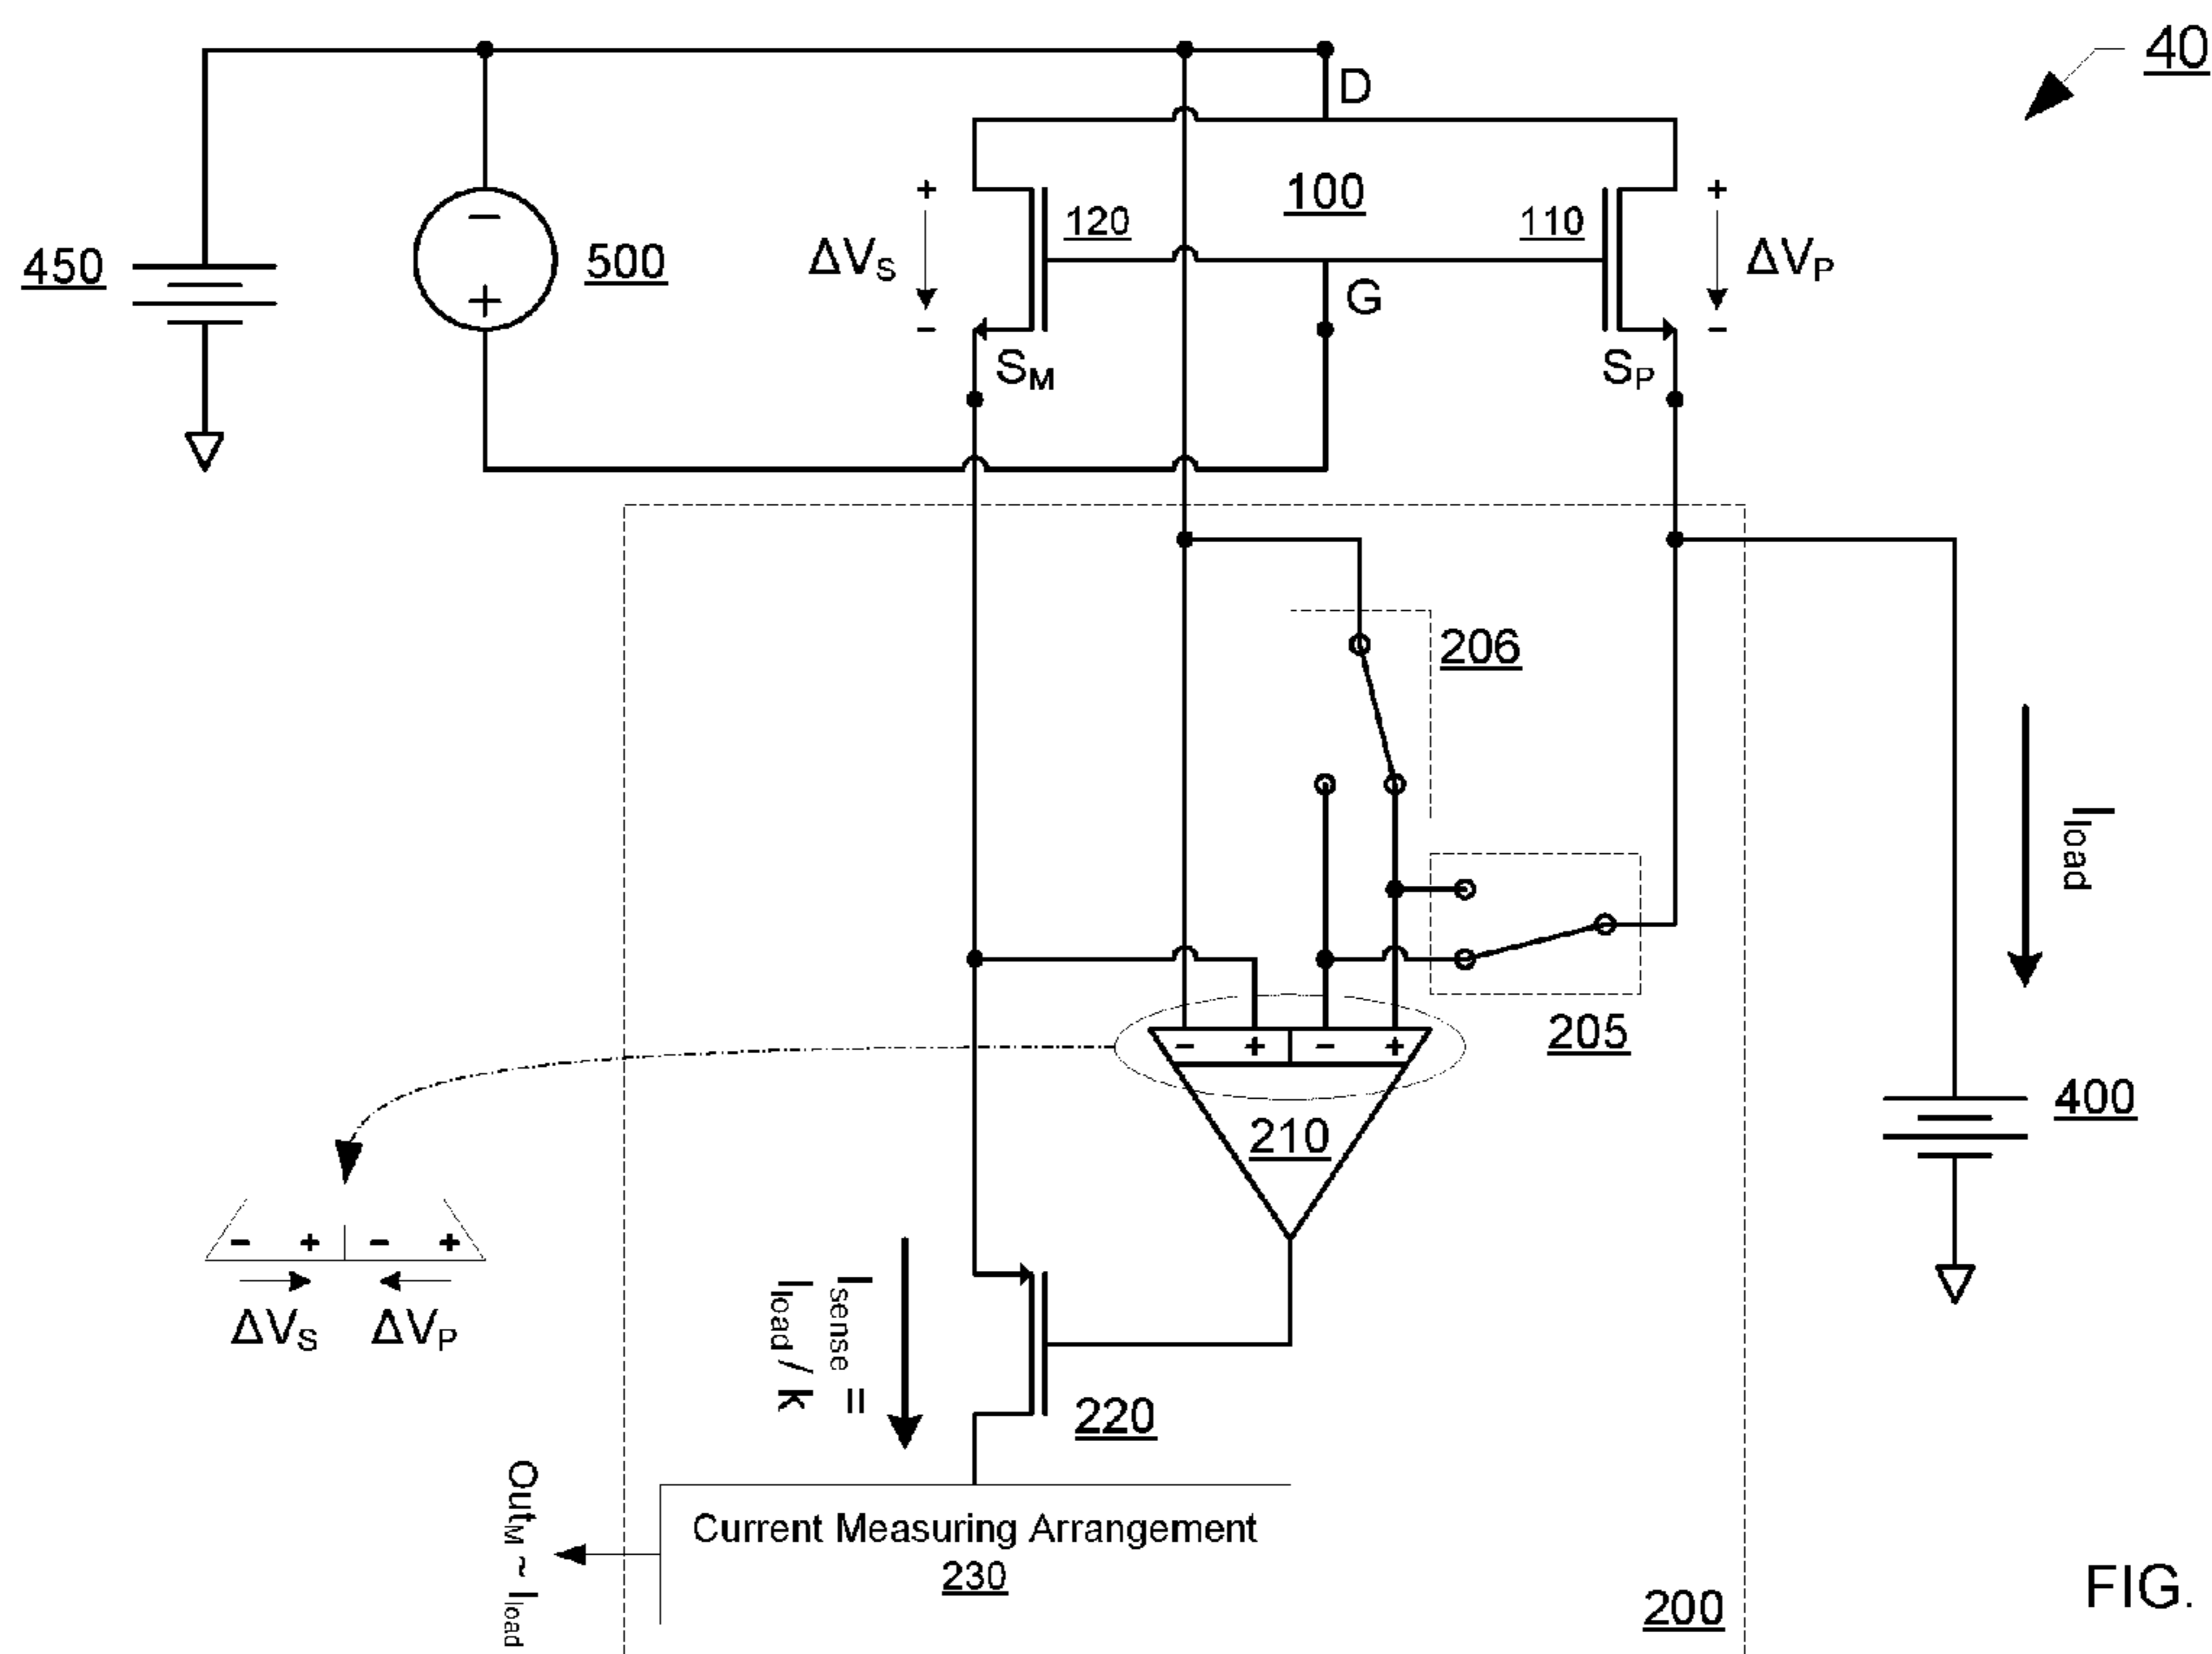 40
D
+
+
100
120
110
−
ΔVS
ΔVP
450
500
+
G
−
−
SM
SP
206
Iload
205
− + − +
400
210
− + − +
ΔVS ΔVP
Isense =
Iload / k
220
OutM ~ Iload
Current Measuring Arrangement
230
200
FIG.